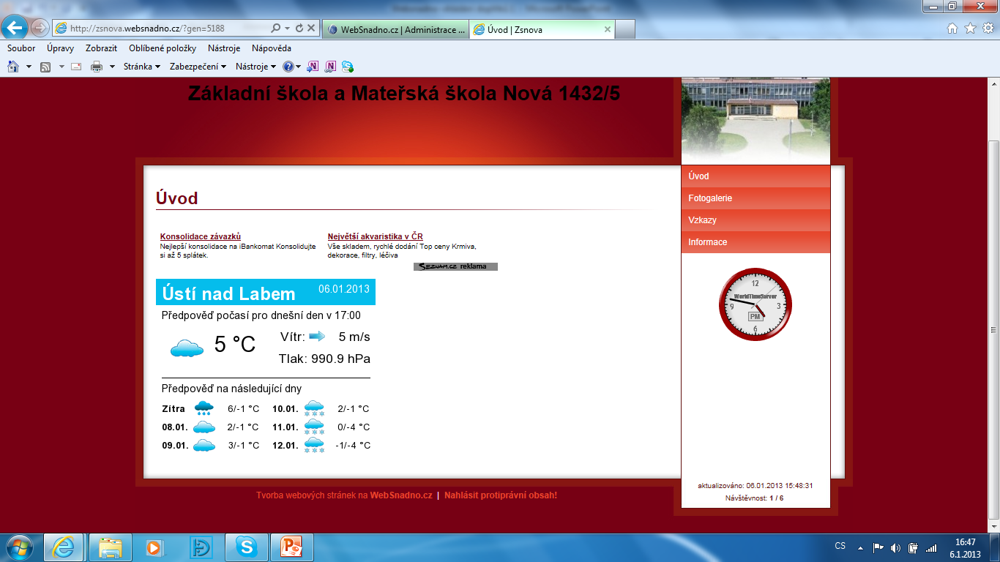 http://zsnova.websnadno.cz/?gen=5188
WebSnadno.cz | Administrace ...
Úvod | Zsnova
Soubor Úpravy Zobrazit Oblíbené položky Nástroje Nápověda
Stránka Zabezpečení Nástroje
Základní škola a Mateřská škola Nová 1432/5
Úvod
Konsolidace závazků
Nejlepší konsolidace na iBankomat Konsolidujte
si až 5 splátek.
Největší akvaristika v ČR
Vše skladem, rychlé dodání Top ceny Krmiva,
dekorace, filtry, léčiva
Seznam.cz reklama
Ústí nad Labem 06.01.2013
Předpověď počasí pro dnešní den v 17:00
5 °C
Vítr: 5 m/s
Tlak: 990.9 hPa
Předpověď na následující dny
Zítra 6/-1 °C 10.01. 2/-1 °C
08.01. 2/-1 °C 11.01. 0/-4 °C
09.01. 3/-1 °C 12.01. -1/-4 °C
Úvod
Fotogalerie
Vzkazy
Informace
12
WorldTimeServer
9 3
PM
6
aktualizováno: 06.01.2013 15:48:31
Návštěvnost: 1 / 6
Tvorba webových stránek na WebSnadno.cz | Nahlásit protiprávní obsah!
CS
16:47
6.1.2013